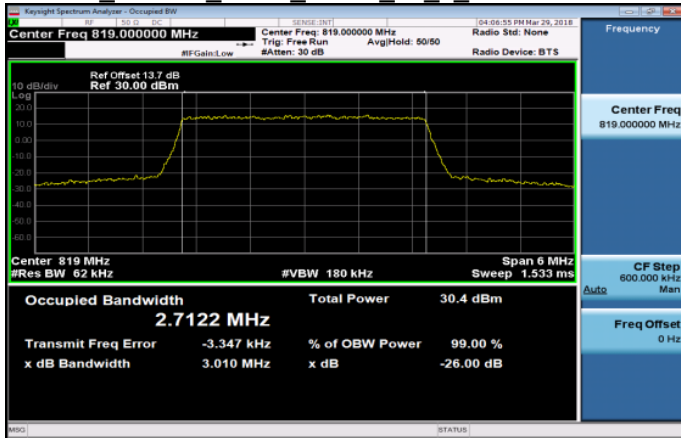 Keysight Spectrum Analyzer - Occupied BW
RF 50 Ω DC SENSE:INT 04:06:55 PM Mar 29, 2018
Center Freq 819.000000 MHz
Center Freq: 819.000000 MHz
Radio Std: None
Trig: Free Run Avg|Hold: 50/50
#IFGain:Low #Atten: 30 dB Radio Device: BTS
Frequency
Ref Offset 13.7 dB
10 dB/div Ref 30.00 dBm
Log
20.0
10.0
0.00
-10.0
-20.0
-30.0
-40.0
-50.0
-60.0
Center 819 MHz Span 6 MHz
#Res BW 62 kHz #VBW 180 kHz Sweep 1.533 ms
Center Freq
819.000000 MHz
CF Step
600.000 kHz
Auto Man
Freq Offset
0 Hz
Occupied Bandwidth Total Power 30.4 dBm
2.7122 MHz
Transmit Freq Error -3.347 kHz % of OBW Power 99.00 %
x dB Bandwidth 3.010 MHz x dB -26.00 dB
MSG STATUS